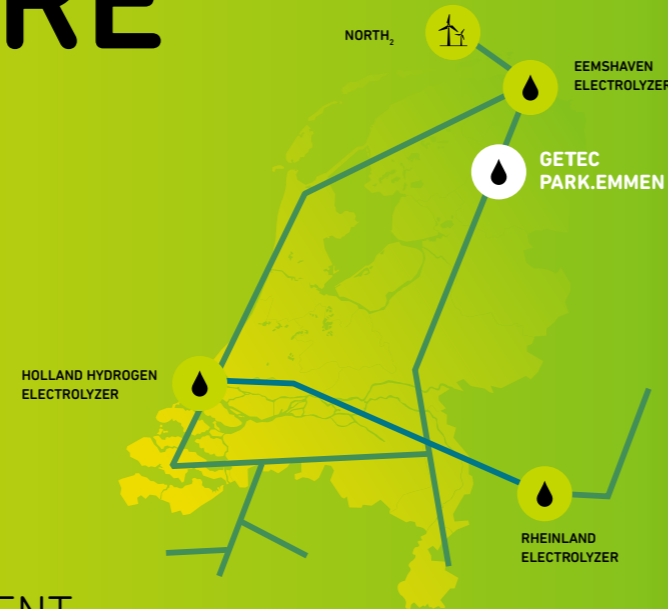 RE
NORTH₂
EEMSHAVEN
ELECTROLYZER
GETEC
PARK.EMMEN
HOLLAND HYDROGEN
ELECTROLYZER
RHEINLAND
ELECTROLYZER
ENT